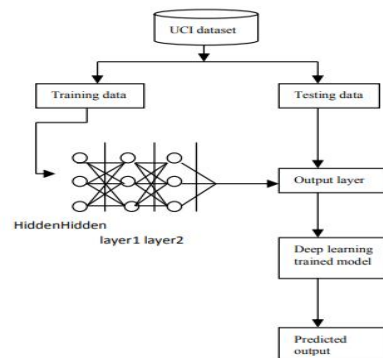 UCI dataset
Training data
Testing data
Output layer
HiddenHidden
layer1 layer2
Deep learning
trained model
Predicted
output